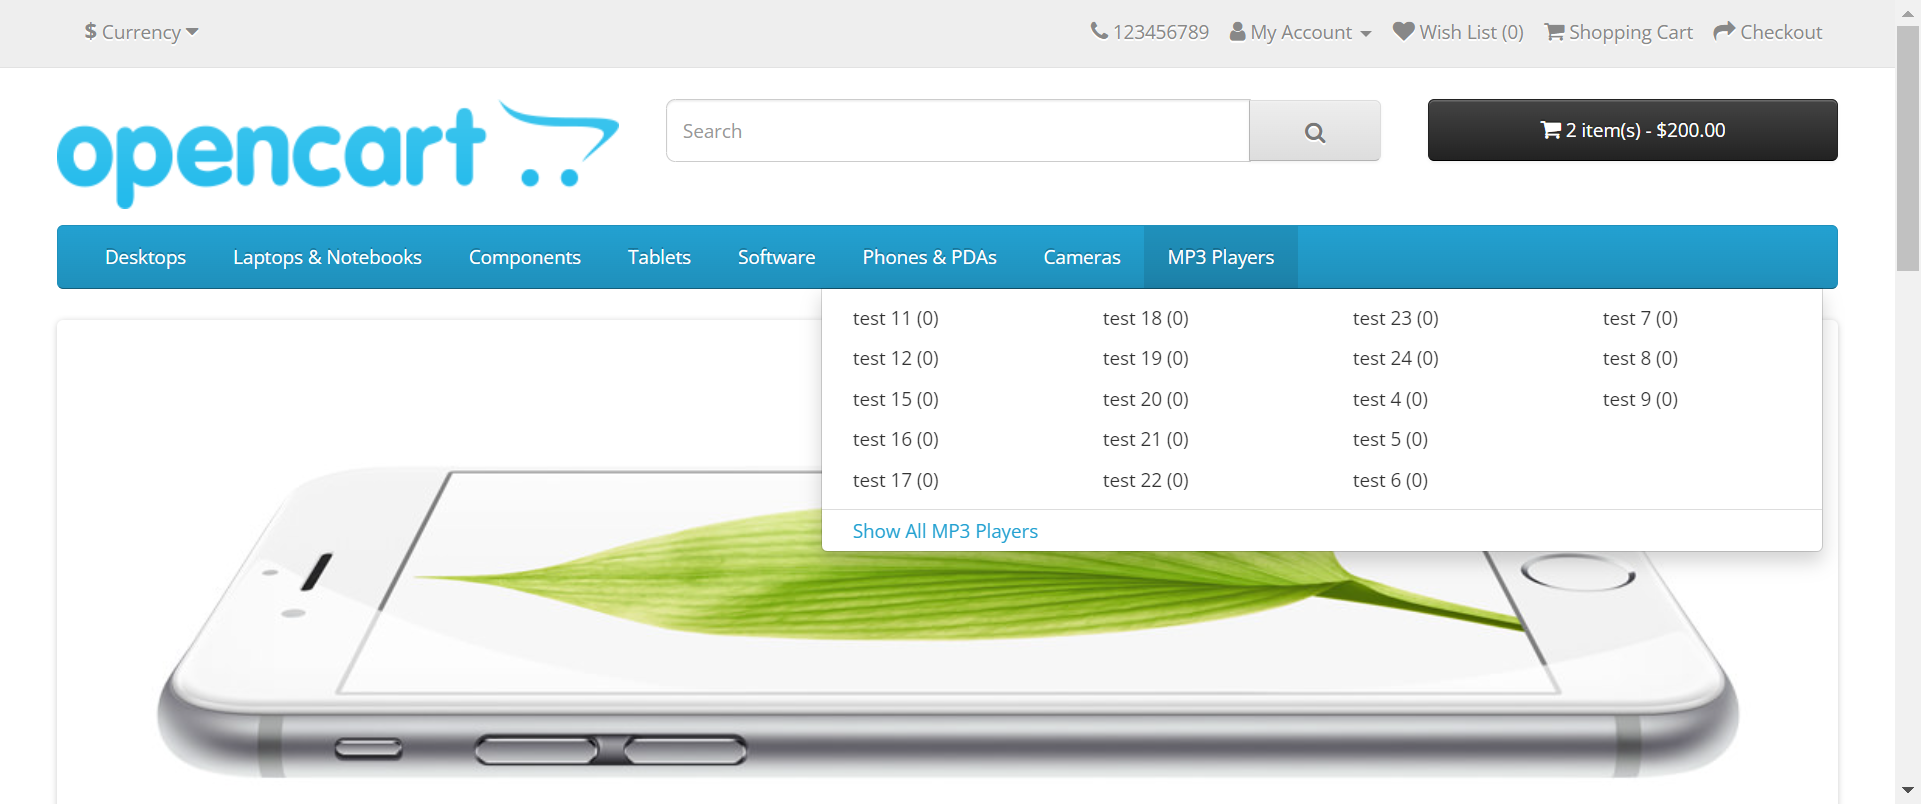 $ Currency
123456789 My Account Wish List (0) Shopping Cart Checkout
opencart
Search
2 item(s) - $200.00
Desktops Laptops & Notebooks Components Tablets Software Phones & PDAs Cameras MP3 Players
test 11 (0) test 18 (0) test 23 (0) test 7 (0)
test 12 (0) test 19 (0) test 24 (0) test 8 (0)
test 15 (0) test 20 (0) test 4 (0) test 9 (0)
test 16 (0) test 21 (0) test 5 (0)
test 17 (0) test 22 (0) test 6 (0)
Show All MP3 Players